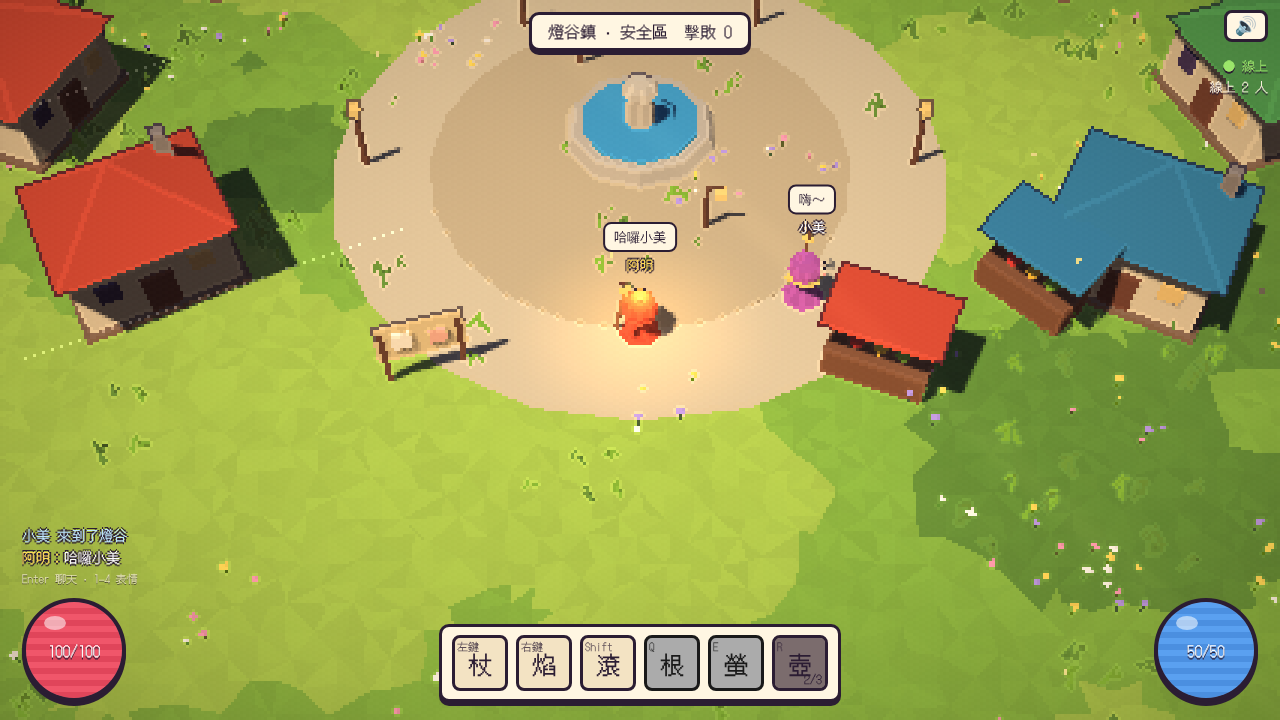 燈谷鎮 · 安全區 擊敗 0
線上
線上 2 人
嗨～
小美
哈囉小美
阿明
小美 來到了燈谷
阿明：哈囉小美
Enter 聊天 · 1-4 表情
100/100
左鍵 杖
右鍵 焰
Shift 滾
Q 根
E 螢
R 壺 2/3
50/50